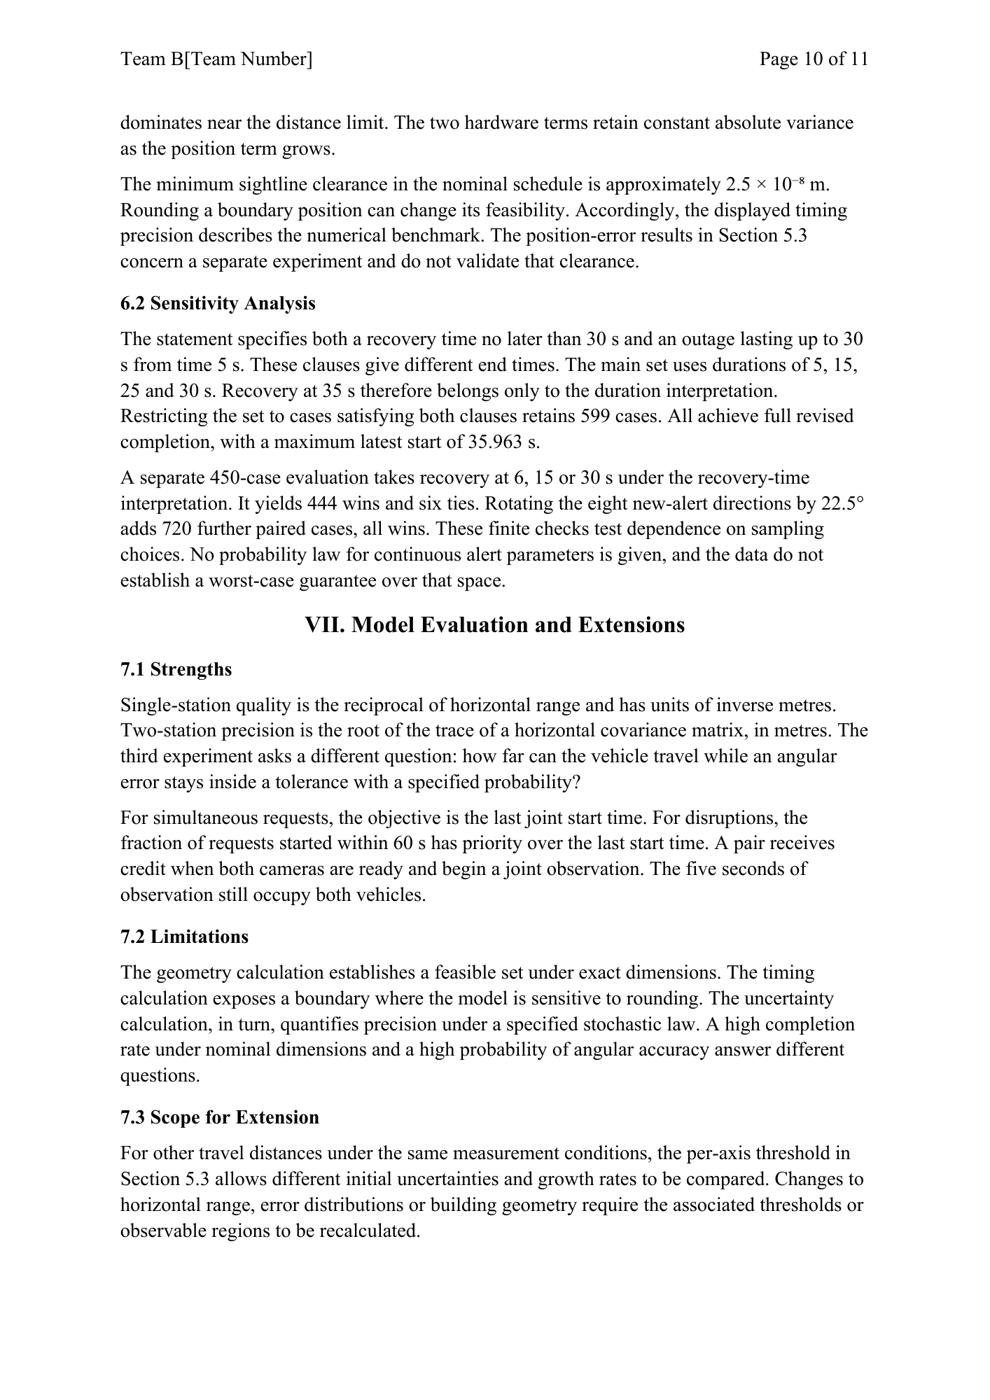 Team B[Team Number]
Page 10 of 11
dominates near the distance limit. The two hardware terms retain constant absolute variance
as the position term grows.
The minimum sightline clearance in the nominal schedule is approximately 2.5 × 10⁻⁸ m.
Rounding a boundary position can change its feasibility. Accordingly, the displayed timing
precision describes the numerical benchmark. The position-error results in Section 5.3
concern a separate experiment and do not validate that clearance.
6.2 Sensitivity Analysis
The statement specifies both a recovery time no later than 30 s and an outage lasting up to 30
s from time 5 s. These clauses give different end times. The main set uses durations of 5, 15,
25 and 30 s. Recovery at 35 s therefore belongs only to the duration interpretation.
Restricting the set to cases satisfying both clauses retains 599 cases. All achieve full revised
completion, with a maximum latest start of 35.963 s.
A separate 450-case evaluation takes recovery at 6, 15 or 30 s under the recovery-time
interpretation. It yields 444 wins and six ties. Rotating the eight new-alert directions by 22.5°
adds 720 further paired cases, all wins. These finite checks test dependence on sampling
choices. No probability law for continuous alert parameters is given, and the data do not
establish a worst-case guarantee over that space.
VII. Model Evaluation and Extensions
7.1 Strengths
Single-station quality is the reciprocal of horizontal range and has units of inverse metres.
Two-station precision is the root of the trace of a horizontal covariance matrix, in metres. The
third experiment asks a different question: how far can the vehicle travel while an angular
error stays inside a tolerance with a specified probability?
For simultaneous requests, the objective is the last joint start time. For disruptions, the
fraction of requests started within 60 s has priority over the last start time. A pair receives
credit when both cameras are ready and begin a joint observation. The five seconds of
observation still occupy both vehicles.
7.2 Limitations
The geometry calculation establishes a feasible set under exact dimensions. The timing
calculation exposes a boundary where the model is sensitive to rounding. The uncertainty
calculation, in turn, quantifies precision under a specified stochastic law. A high completion
rate under nominal dimensions and a high probability of angular accuracy answer different
questions.
7.3 Scope for Extension
For other travel distances under the same measurement conditions, the per-axis threshold in
Section 5.3 allows different initial uncertainties and growth rates to be compared. Changes to
horizontal range, error distributions or building geometry require the associated thresholds or
observable regions to be recalculated.